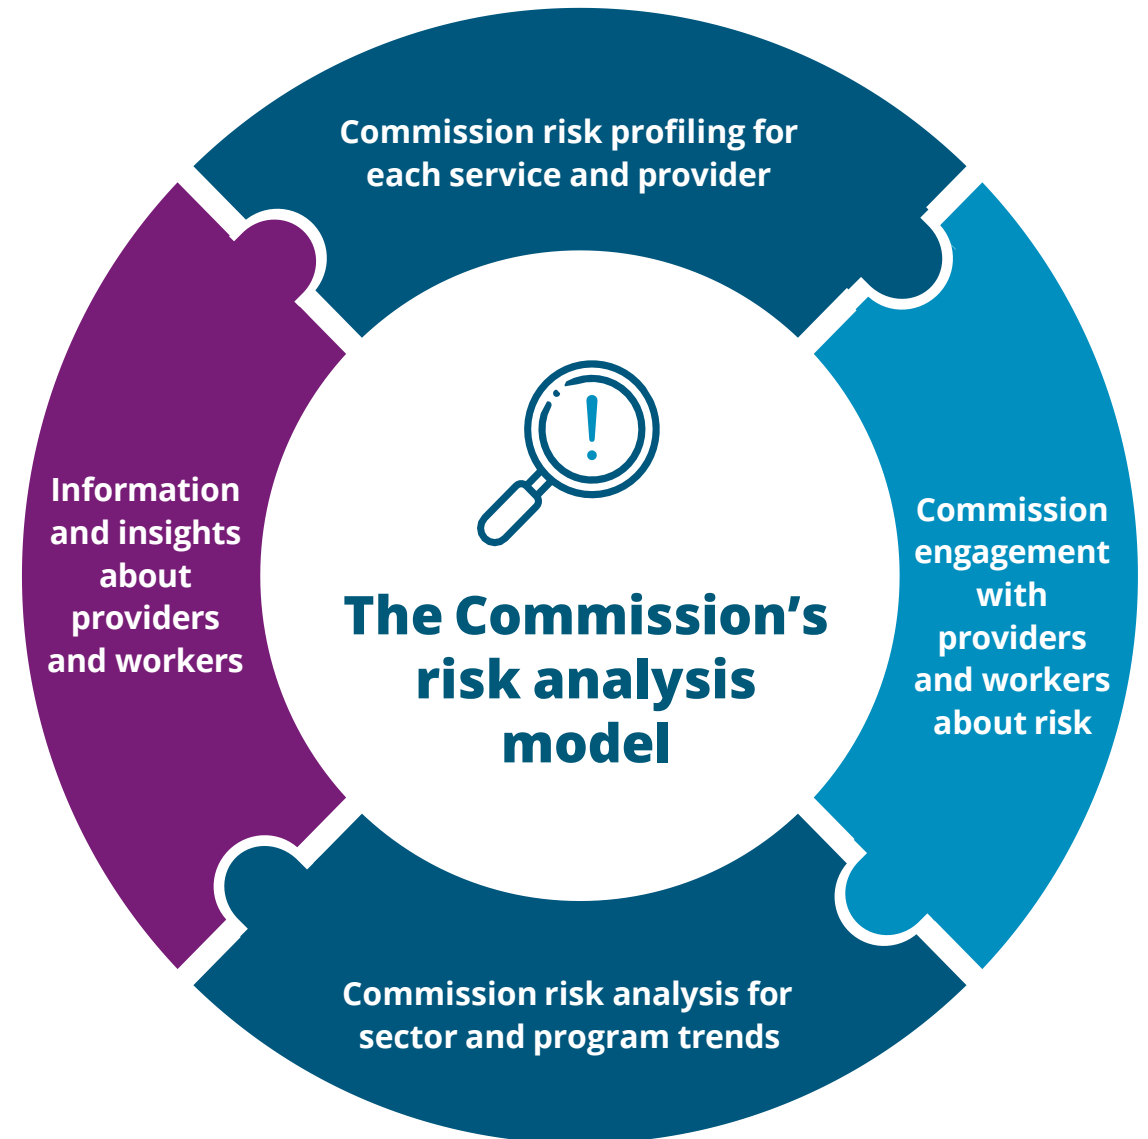 Commission risk profiling for
each service and provider
Information
and insights
about
providers
and workers
The Commission’s
risk analysis
model
Commission
engagement
with
providers
and workers
about risk
Commission risk analysis for
sector and program trends